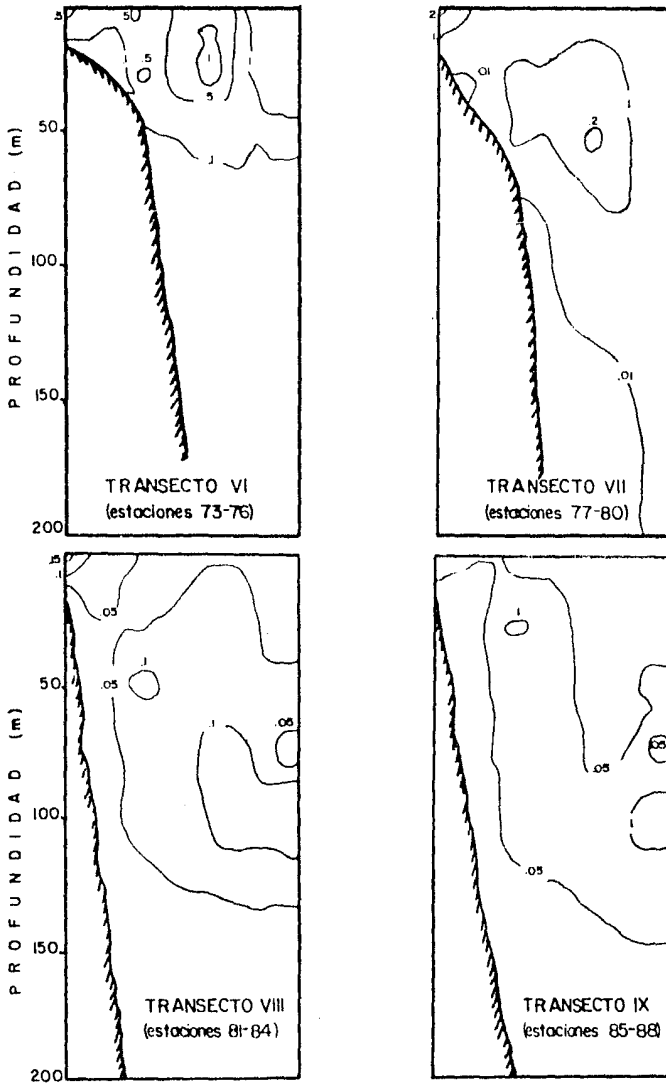 .5 50
.5
1
.5
.1
50
100
150
200
PROFUNDIDAD (m)
TRANSECTO VI
(estaciones 73-76)
.2
.1
.01
.2
.01
TRANSECTO VII
(estaciones 77-80)
.15
.1
.05
.05
.1
.1
.05
50
100
150
200
PROFUNDIDAD (m)
TRANSECTO VIII
(estaciones 81-84)
1
.05
.05
.05
TRANSECTO IX
(estaciones 85-88)